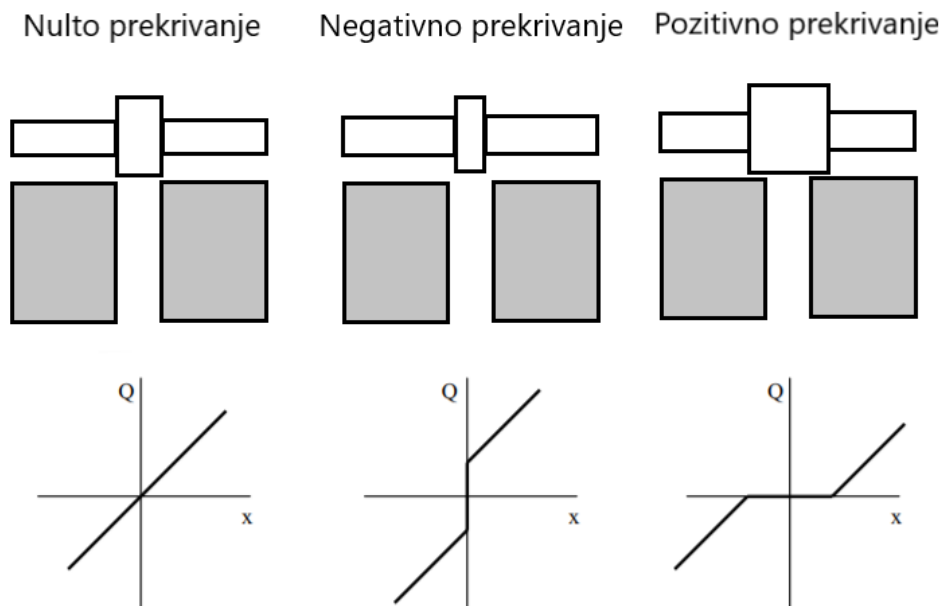 Nulto prekrivanje
Negativno prekrivanje
Pozitivno prekrivanje
Q
x
Q
x
Q
x